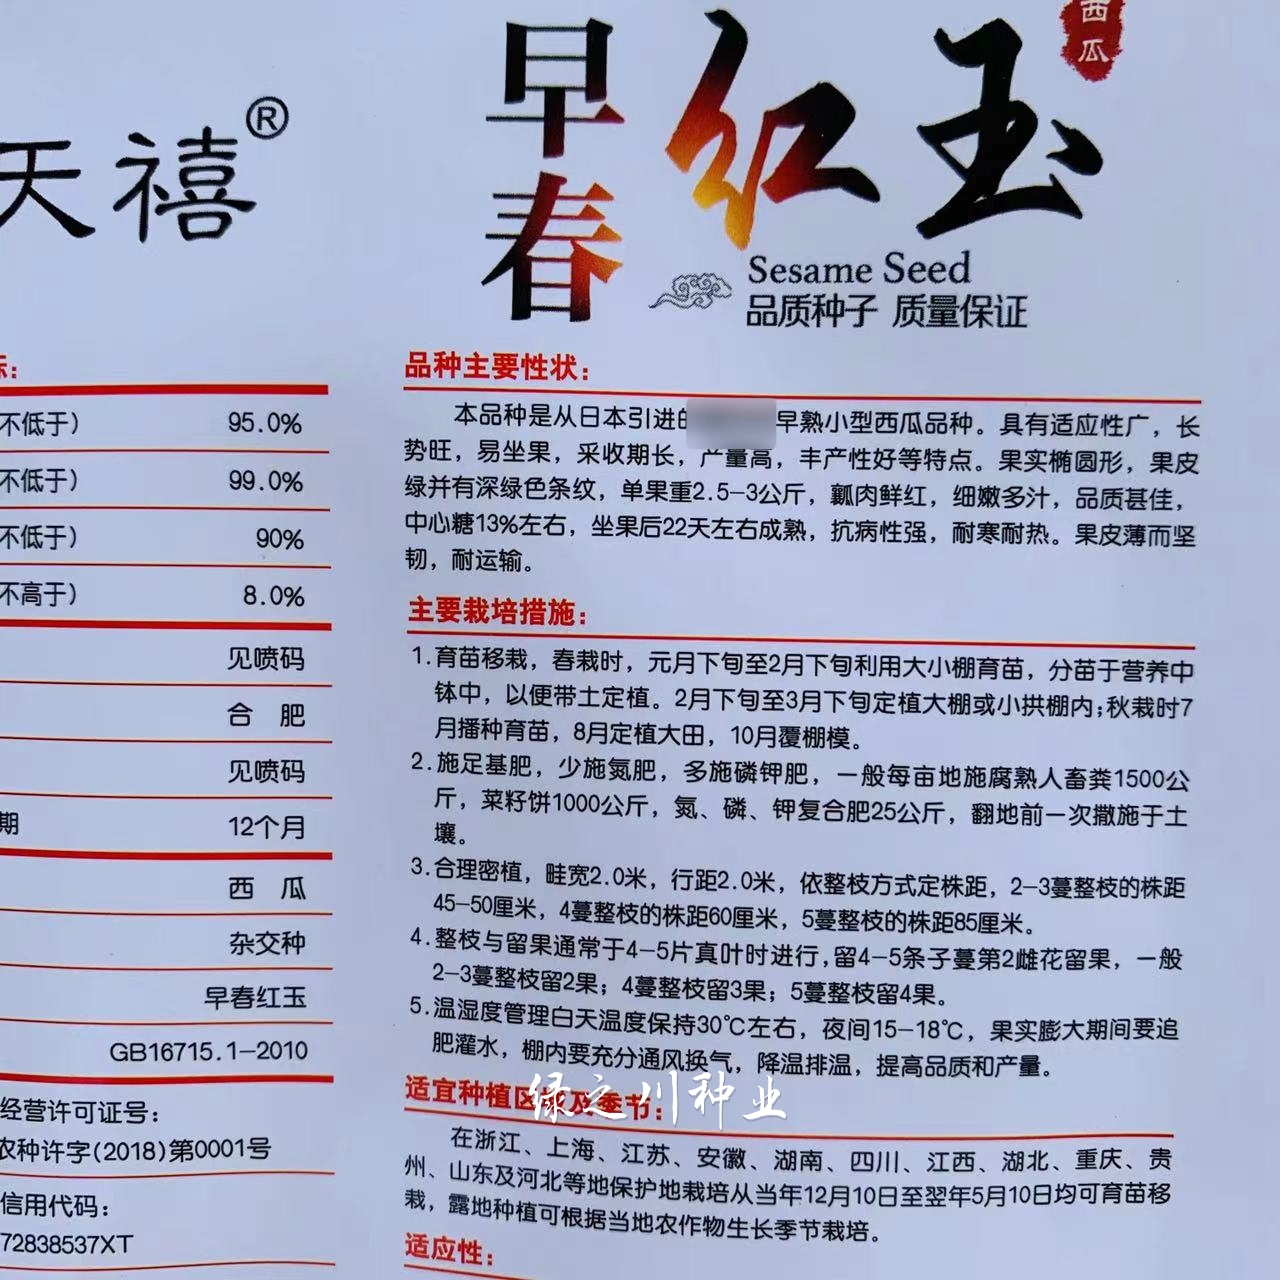 天禧®
标:
不低于) 95.0%
不低于) 99.0%
不低于) 90%
不高于) 8.0%
见喷码
合 肥
见喷码
期 12个月
西 瓜
杂交种
早春红玉
GB16715.1-2010
经营许可证号:
农种许字(2018)第0001号
信用代码:
72838537XT
早春红玉
西瓜
Sesame Seed
品质种子 质量保证
品种主要性状:
本品种是从日本引进的 早熟小型西瓜品种。具有适应性广，长
势旺，易坐果，采收期长，产量高，丰产性好等特点。果实椭圆形，果皮
绿并有深绿色条纹，单果重2.5-3公斤，瓤肉鲜红，细嫩多汁，品质甚佳，
中心糖13%左右，坐果后22天左右成熟，抗病性强，耐寒耐热。果皮薄而坚
韧，耐运输。
主要栽培措施:
1.育苗移栽，春栽时，元月下旬至2月下旬利用大小棚育苗，分苗于营养中
钵中，以便带土定植。2月下旬至3月下旬定植大棚或小拱棚内;秋栽时7
月播种育苗，8月定植大田，10月覆棚模。
2.施足基肥，少施氮肥，多施磷钾肥，一般每亩地施腐熟人畜粪1500公
斤，菜籽饼1000公斤，氮、磷、钾复合肥25公斤，翻地前一次撒施于土
壤。
3.合理密植，畦宽2.0米，行距2.0米，依整枝方式定株距，2-3蔓整枝的株距
45-50厘米，4蔓整枝的株距60厘米，5蔓整枝的株距85厘米。
4.整枝与留果通常于4-5片真叶时进行,留4-5条子蔓第2雌花留果，一般
2-3蔓整枝留2果；4蔓整枝留3果；5蔓整枝留4果。
5.温湿度管理白天温度保持30℃左右，夜间15-18℃，果实膨大期间要追
肥灌水，棚内要充分通风换气，降温排温，提高品质和产量。
绿之川种业
适宜种植区域及季节:
在浙江、上海、江苏、安徽、湖南、四川、江西、湖北、重庆、贵
州、山东及河北等地保护地栽培从当年12月10日至翌年5月10日均可育苗移
栽，露地种植可根据当地农作物生长季节栽培。
适应性: